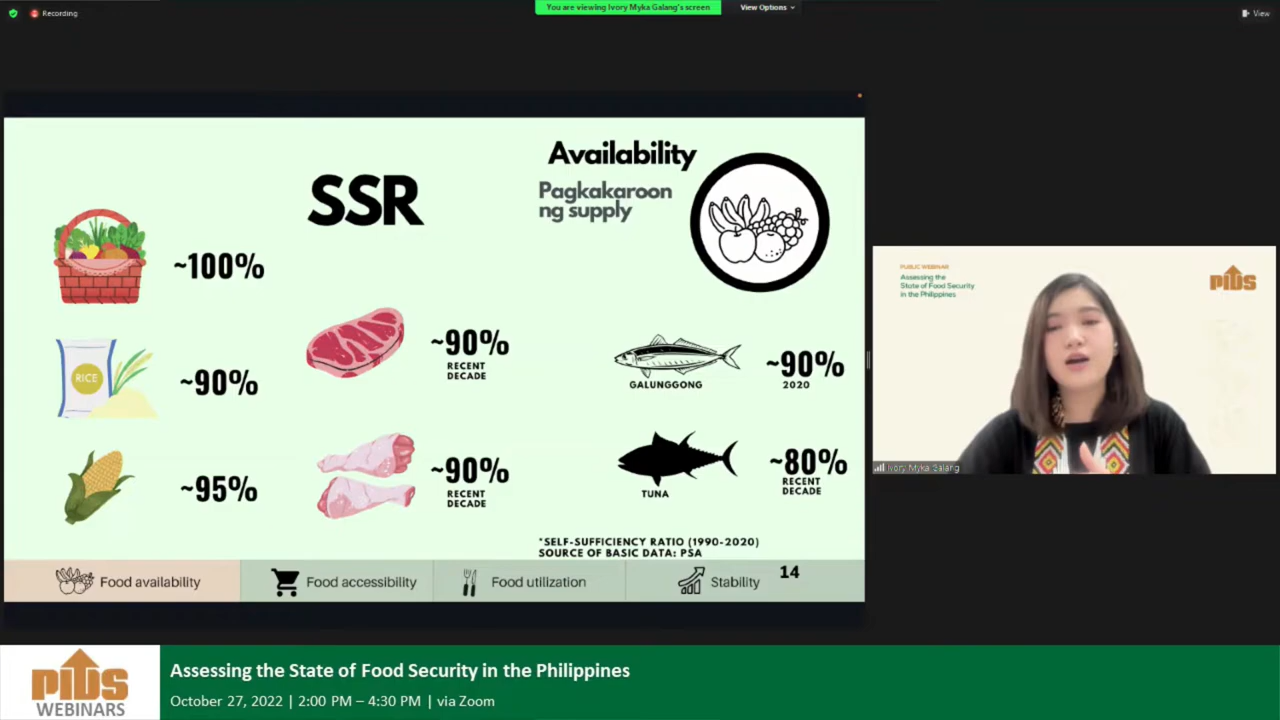 Recording
You are viewing Ivory Myka Galang's screen
View Options
View
SSR
Availability
Pagkakaroon
ng supply
~100%
RICE
~90%
~95%
~90%
RECENT
DECADE
~90%
RECENT
DECADE
GALUNGGONG
~90%
2020
TUNA
~80%
RECENT
DECADE
*SELF-SUFFICIENCY RATIO (1990-2020)
SOURCE OF BASIC DATA: PSA
Food availability
Food accessibility
Food utilization
Stability
14
PUBLIC WEBINAR
Assessing the
State of Food Security
in the Philippines
PIDS
Ivory Myka Galang
PIDS
WEBINARS
Assessing the State of Food Security in the Philippines
October 27, 2022 | 2:00 PM – 4:30 PM | via Zoom